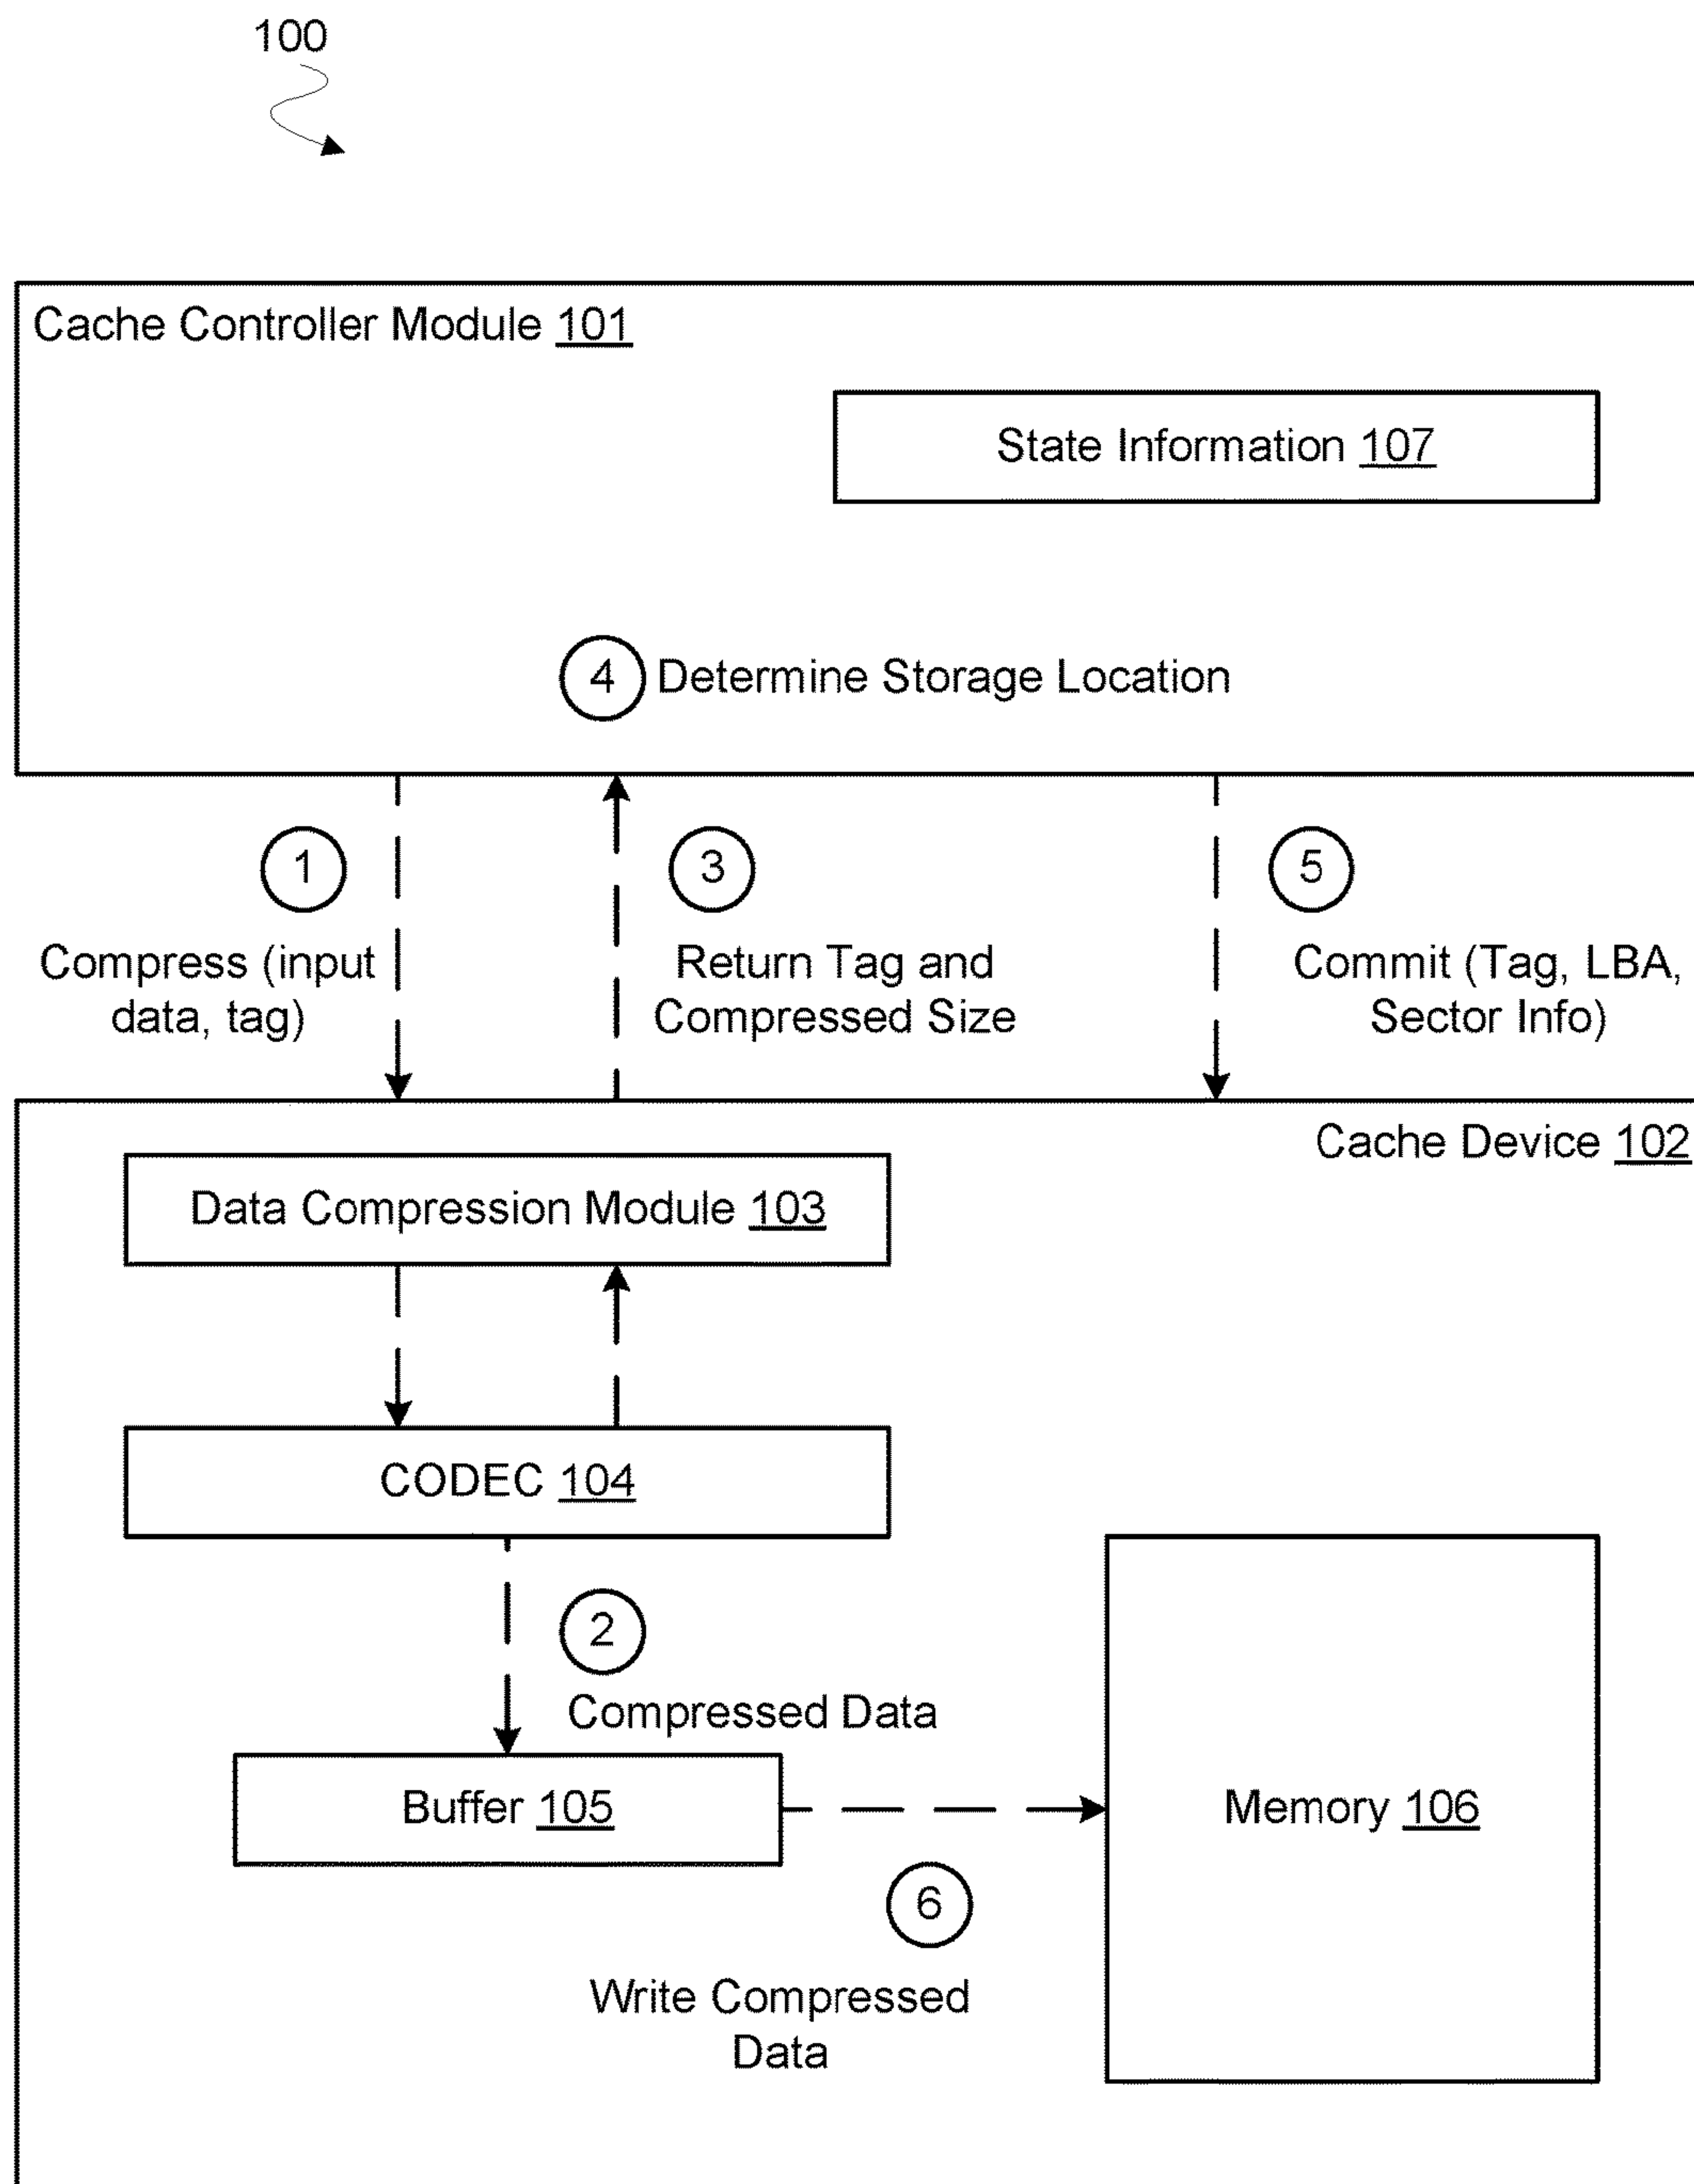 100
Cache Controller Module 101
State Information 107
4 Determine Storage Location
1
Compress (input
data, tag)
3
Return Tag and
Compressed Size
5
Commit (Tag, LBA,
Sector Info)
Cache Device 102
Data Compression Module 103
CODEC 104
2
Compressed Data
Buffer 105
Memory 106
6
Write Compressed
Data